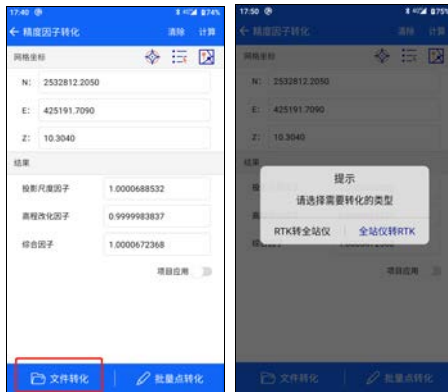 17:40
74%
精度因子转化
清除
计算
网格坐标
N: 2532812.2050
E: 425191.7090
Z: 10.3040
结果
投影尺度因子 1.0000688532
高程改化因子 0.9999983837
综合因子 1.0000672368
项目应用
文件转化
批量点转化
17:50
75%
精度因子转化
清除
计算
网格坐标
N: 2532812.2050
E: 425191.7090
Z: 10.3040
结果
提示
请选择需要转化的类型
RTK转全站仪
全站仪转RTK
综合因子
项目应用
文件转化
批量点转化